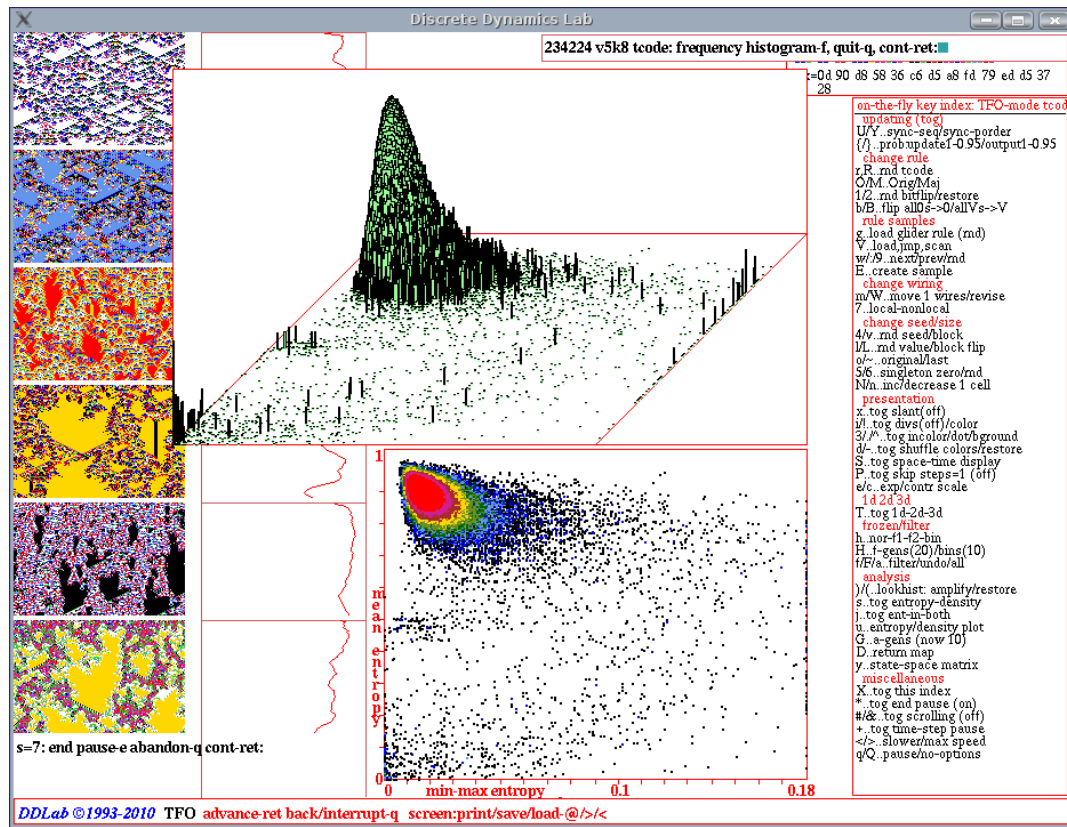 Discrete Dynamics Lab
234224 v5k8 tcode: frequency histogram-f, quit-q, cont-ret:
=0d 90 d8 58 36 c6 d5 a8 fd 79 ed d5 37
28
on-the-fly key index: TFO-mode tcod
updating (tog)
U/Y..sync-seq/sync-porder
{/}..probupdate1-0.95/output1-0.95
change rule
r,R..rnd tcode
O/M..Orig/Maj
1/2..rnd bitflip/restore
b/B..flip all0s->0/allVs->V
rule samples
g..load glider rule (rnd)
V..load,jmp,scan
w/:/9..next/prev/rnd
E..create sample
change wiring
m/W..move 1 wires/revise
7..local-nonlocal
change seed/size
4/v..rnd seed/block
l/L..rnd value/block flip
o/~..original/last
5/6..singleton zero/rnd
N/n..inc/decrease 1 cell
presentation
x..tog slant(off)
i/!..tog divs(off)/color
3/./^..tog incolor/dot/bground
d/-..tog shuffle colors/restore
S..tog space-time display
P..tog skip steps=1 (off)
e/c..exp/contr scale
1d 2d 3d
T..tog 1d-2d-3d
frozen/filter
h..nor-f1-f2-bin
H..f-gens(20)/bins(10)
f/F/a..filter/undo/all
analysis
)/(..lookhist: amplify/restore
s..tog entropy-density
j..tog ent-in-both
u..entropy/density plot
G..a-gens (now 10)
D..return map
y..state-space matrix
miscellaneous
X..tog this index
*..tog end pause (on)
#/&..tog scrolling (off)
+..tog time-step pause
</>..slower/max speed
q/Q..pause/no-options
1
mean entropy
0
0 min-max entropy 0.1 0.18
s=7: end pause-e abandon-q cont-ret:
DDLab ©1993-2010 TFO advance-ret back/interrupt-q screen:print/save/load-@/>/<